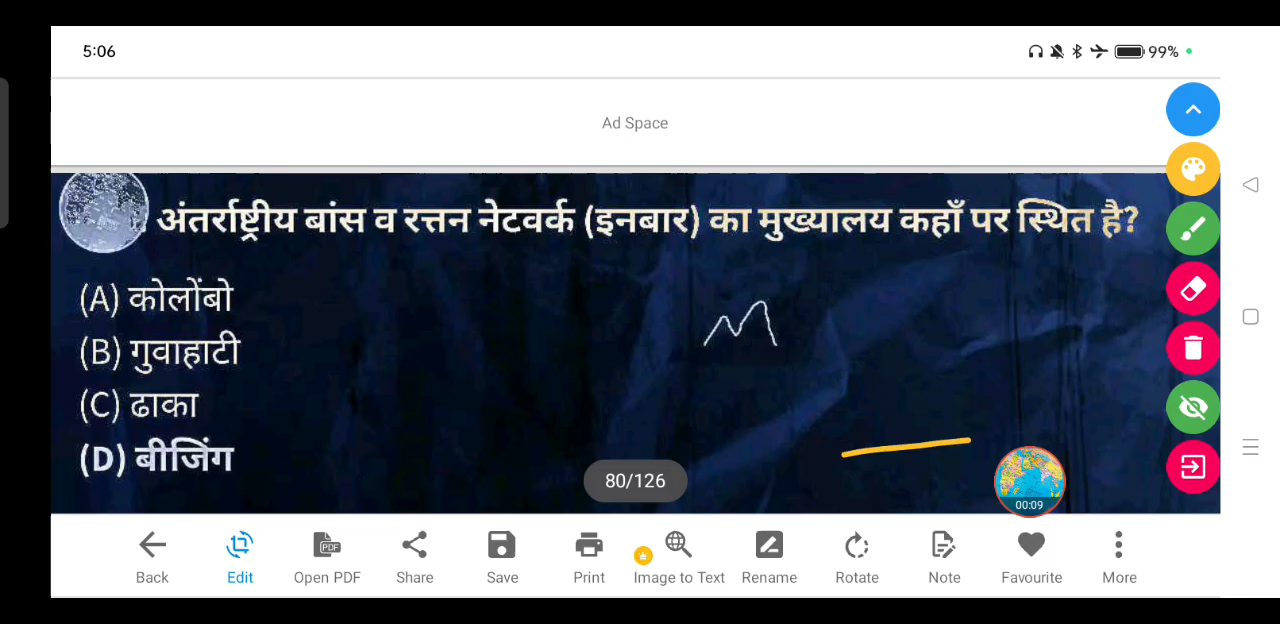 5:06
99%
Ad Space
अंतर्राष्ट्रीय बांस व रत्तन नेटवर्क (इनबार) का मुख्यालय कहाँ पर स्थित है?
(A) कोलोंबो
(B) गुवाहाटी
(C) ढाका
(D) बीजिंग
80/126
00:09
PDF
Back Edit Open PDF Share Save Print Image to Text Rename Rotate Note Favourite More